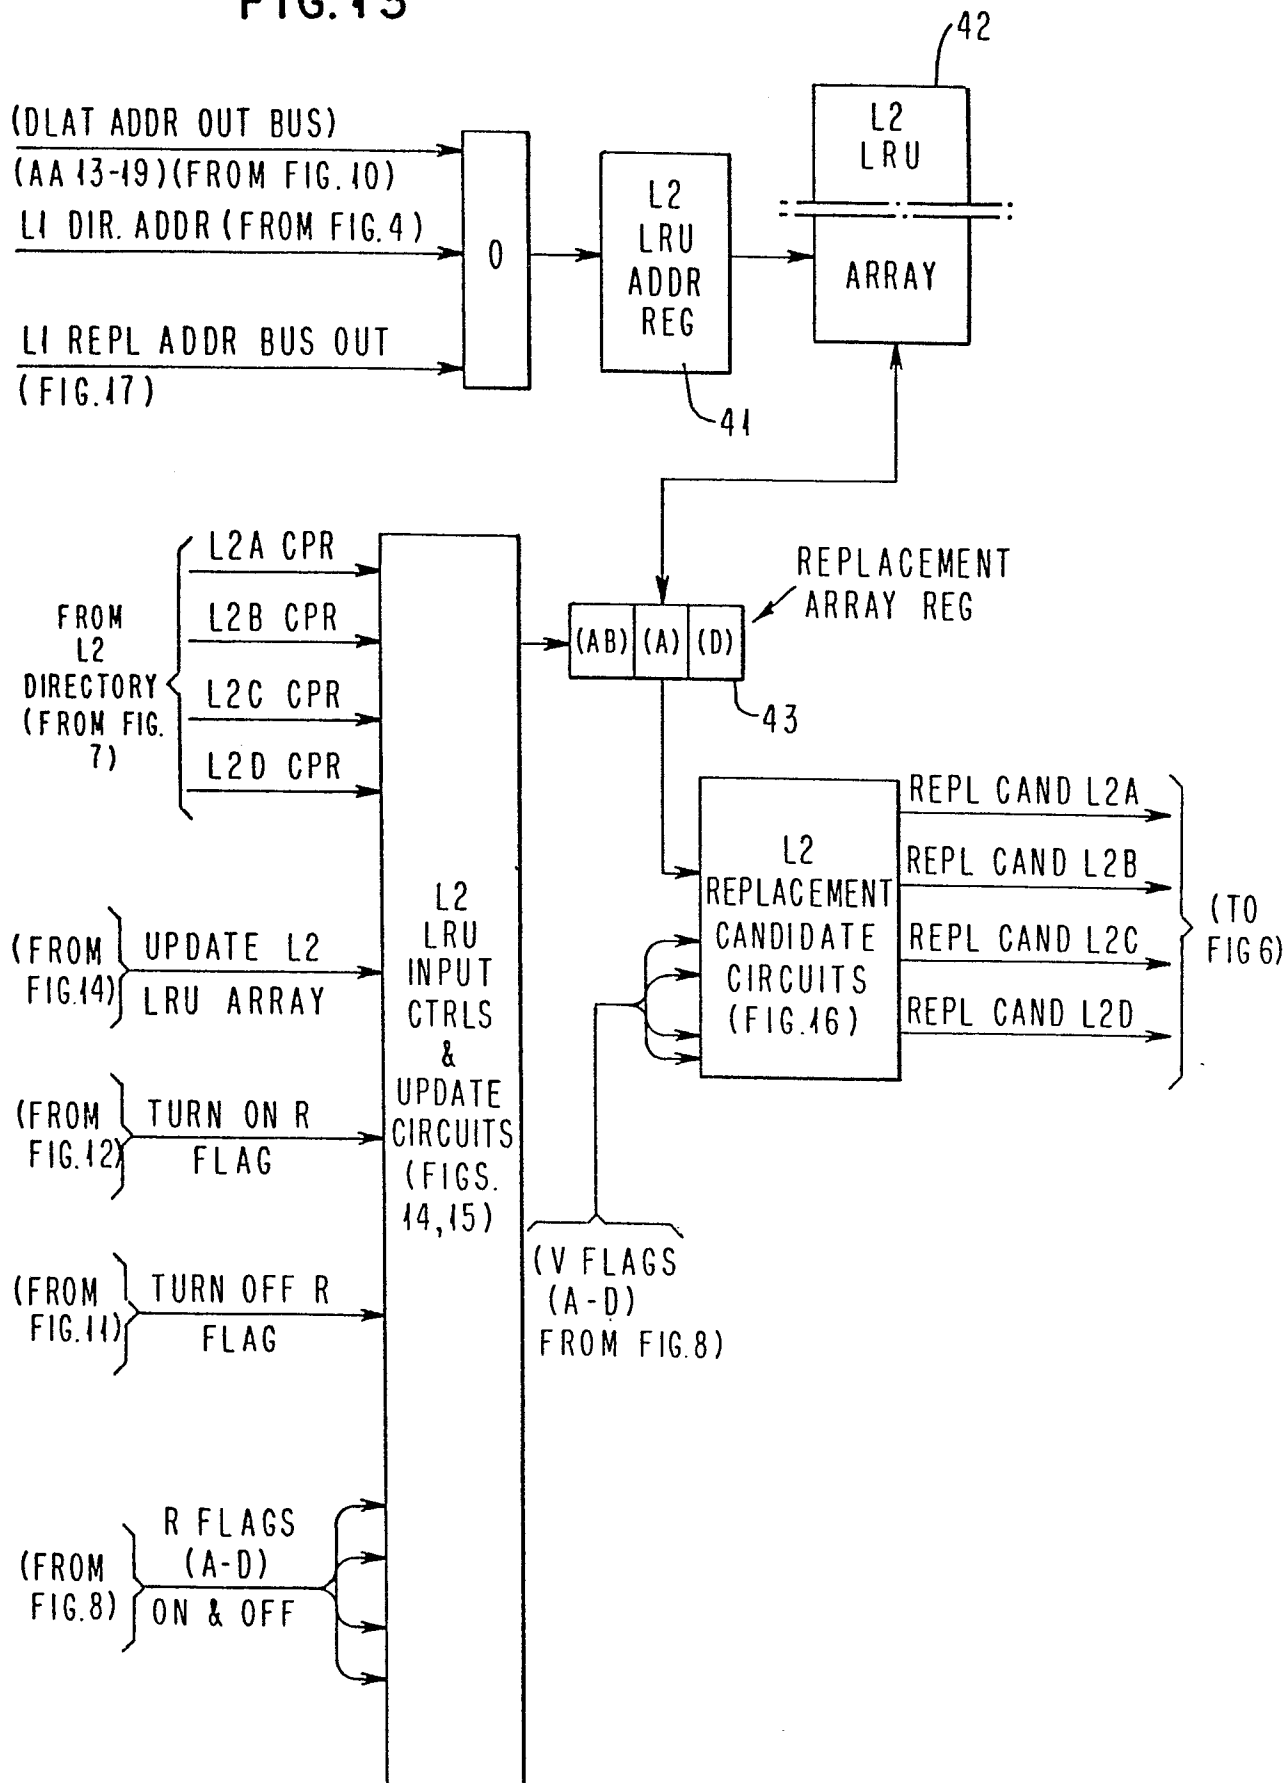 FIG. 13
42
(DLAT ADDR OUT BUS)
(AA 13-19)(FROM FIG. 10)
L1 DIR. ADDR (FROM FIG. 4)
L1 REPL ADDR BUS OUT
(FIG. 17)
O
L2
LRU
ADDR
REG
41
L2
LRU
ARRAY
FROM
L2
DIRECTORY
(FROM FIG.
7)
L2A CPR
L2B CPR
L2C CPR
L2D CPR
(AB) (A) (D)
REPLACEMENT
ARRAY REG
43
(FROM
FIG. 14)
UPDATE L2
LRU ARRAY
(FROM
FIG. 12)
TURN ON R
FLAG
(FROM
FIG. 11)
TURN OFF R
FLAG
(FROM
FIG. 8)
R FLAGS
(A-D)
ON & OFF
L2
LRU
INPUT
CTRLS
&
UPDATE
CIRCUITS
(FIGS.
14,15)
L2
REPLACEMENT
CANDIDATE
CIRCUITS
(FIG. 16)
REPL CAND L2A
REPL CAND L2B
REPL CAND L2C
REPL CAND L2D
(TO
FIG 6)
(V FLAGS
(A-D)
FROM FIG. 8)